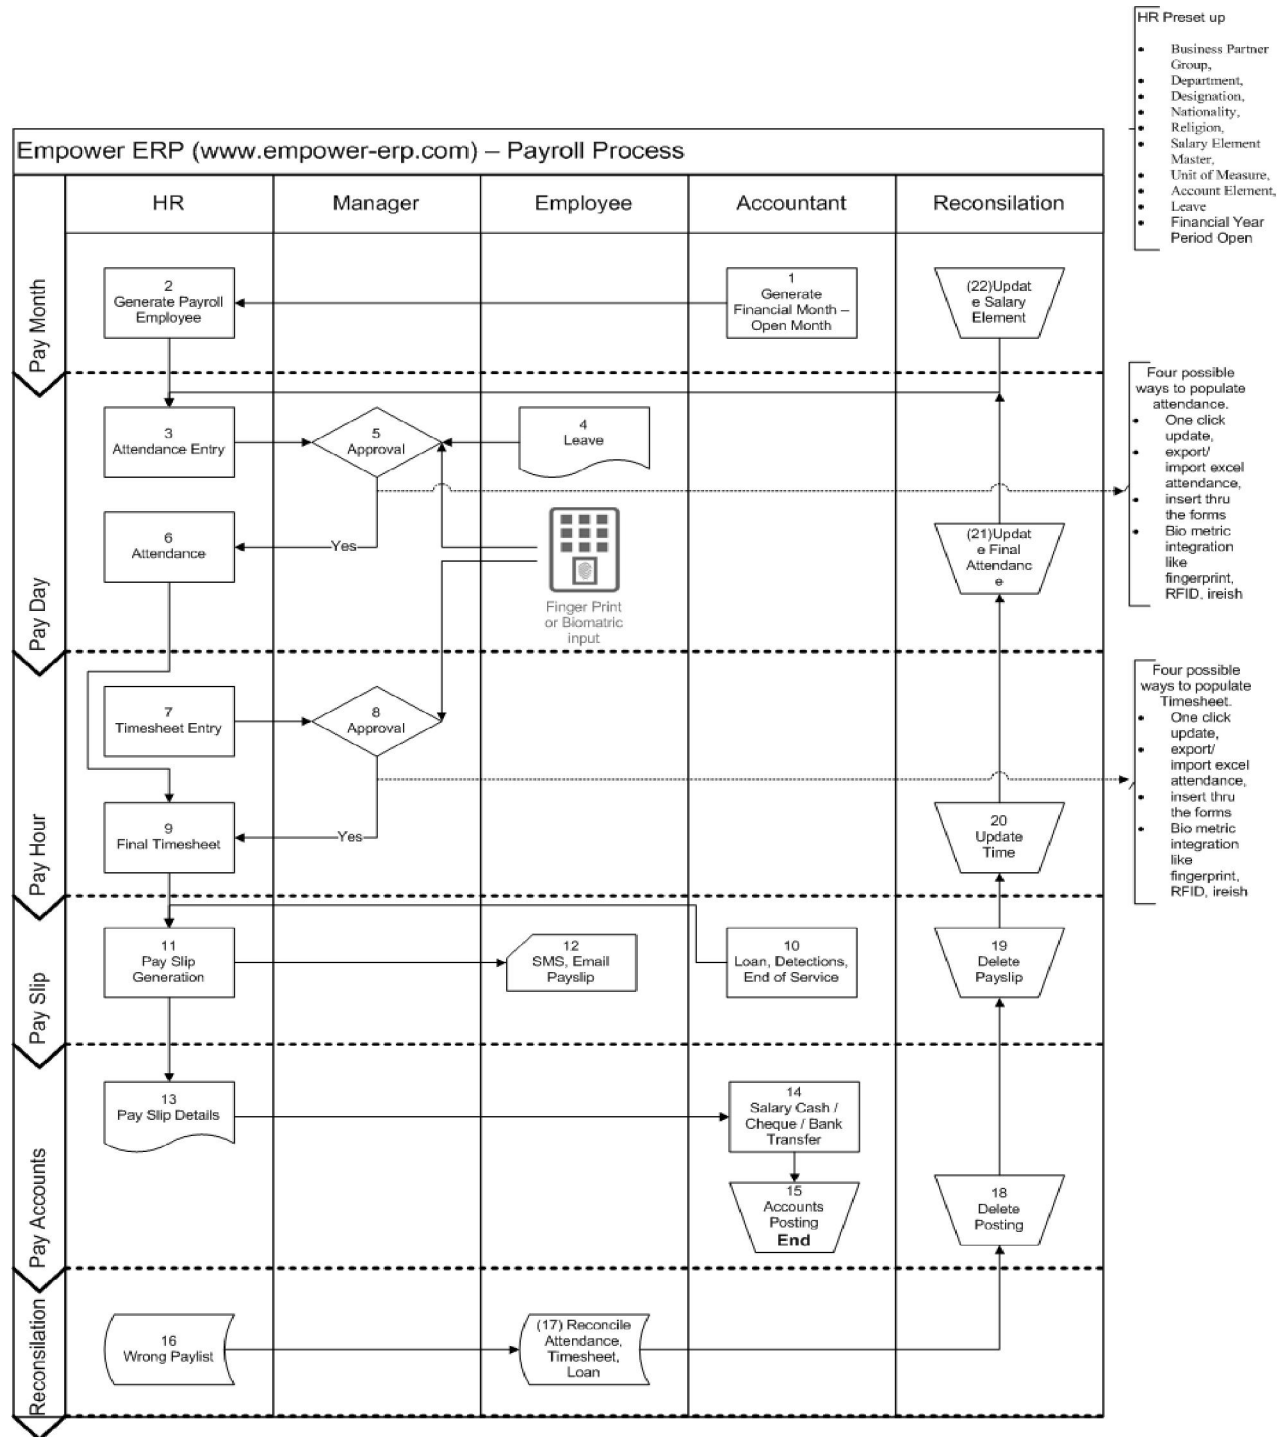 HR Preset up
• Business Partner
Group,
• Department,
• Designation,
• Nationality,
• Religion,
• Salary Element
Master,
• Unit of Measure,
• Account Element,
• Leave
• Financial Year
Period Open
Empower ERP (www.empower-erp.com) – Payroll Process
HR
Manager
Employee
Accountant
Reconsilation
Pay Month
2
Generate Payroll
Employee
1
Generate
Financial Month –
Open Month
(22)Updat
e Salary
Element
Pay Day
3
Attendance Entry
5
Approval
4
Leave
Four possible
ways to populate
attendance.
• One click
update,
• export/
import excel
attendance,
• insert thru
the forms
• Bio metric
integration
like
fingerprint,
RFID, ireish
6
Attendance
Yes
Finger Print
or Biomatric
input
(21)Updat
e Final
Attendanc
e
Pay Hour
7
Timesheet Entry
8
Approval
Four possible
ways to populate
Timesheet.
• One click
update,
• export/
import excel
attendance,
• insert thru
the forms
• Bio metric
integration
like
fingerprint,
RFID, ireish
9
Final Timesheet
Yes
20
Update
Time
Pay Slip
11
Pay Slip
Generation
12
SMS, Email
Payslip
10
Loan, Detections,
End of Service
19
Delete
Payslip
Pay Accounts
13
Pay Slip Details
14
Salary Cash /
Cheque / Bank
Transfer
15
Accounts
Posting
End
18
Delete
Posting
Reconsilation
16
Wrong Paylist
(17) Reconcile
Attendance,
Timesheet,
Loan